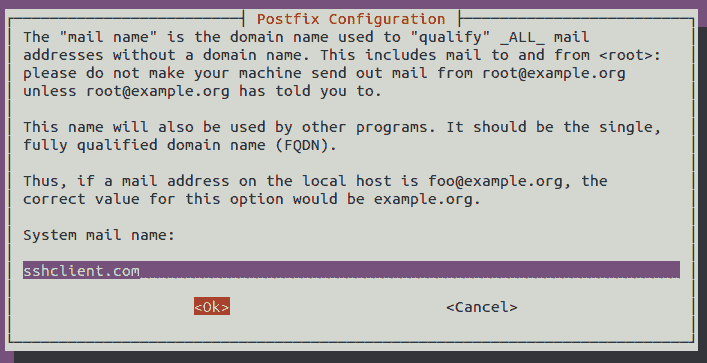 Postfix Configuration
The "mail name" is the domain name used to "qualify" _ALL_ mail
addresses without a domain name. This includes mail to and from <root>:
please do not make your machine send out mail from root@example.org
unless root@example.org has told you to.
This name will also be used by other programs. It should be the single,
fully qualified domain name (FQDN).
Thus, if a mail address on the local host is foo@example.org, the
correct value for this option would be example.org.
System mail name:
sshclient.com
<Ok> <Cancel>